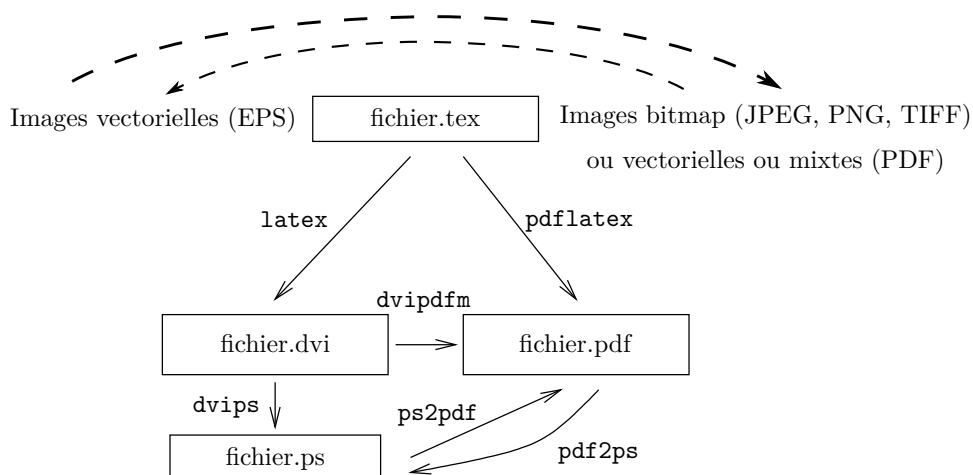 Images vectorielles (EPS)
fichier.tex
Images bitmap (JPEG, PNG, TIFF)
ou vectorielles ou mixtes (PDF)
latex
pdflatex
dvipdfm
fichier.dvi
fichier.pdf
dvips
ps2pdf
pdf2ps
fichier.ps